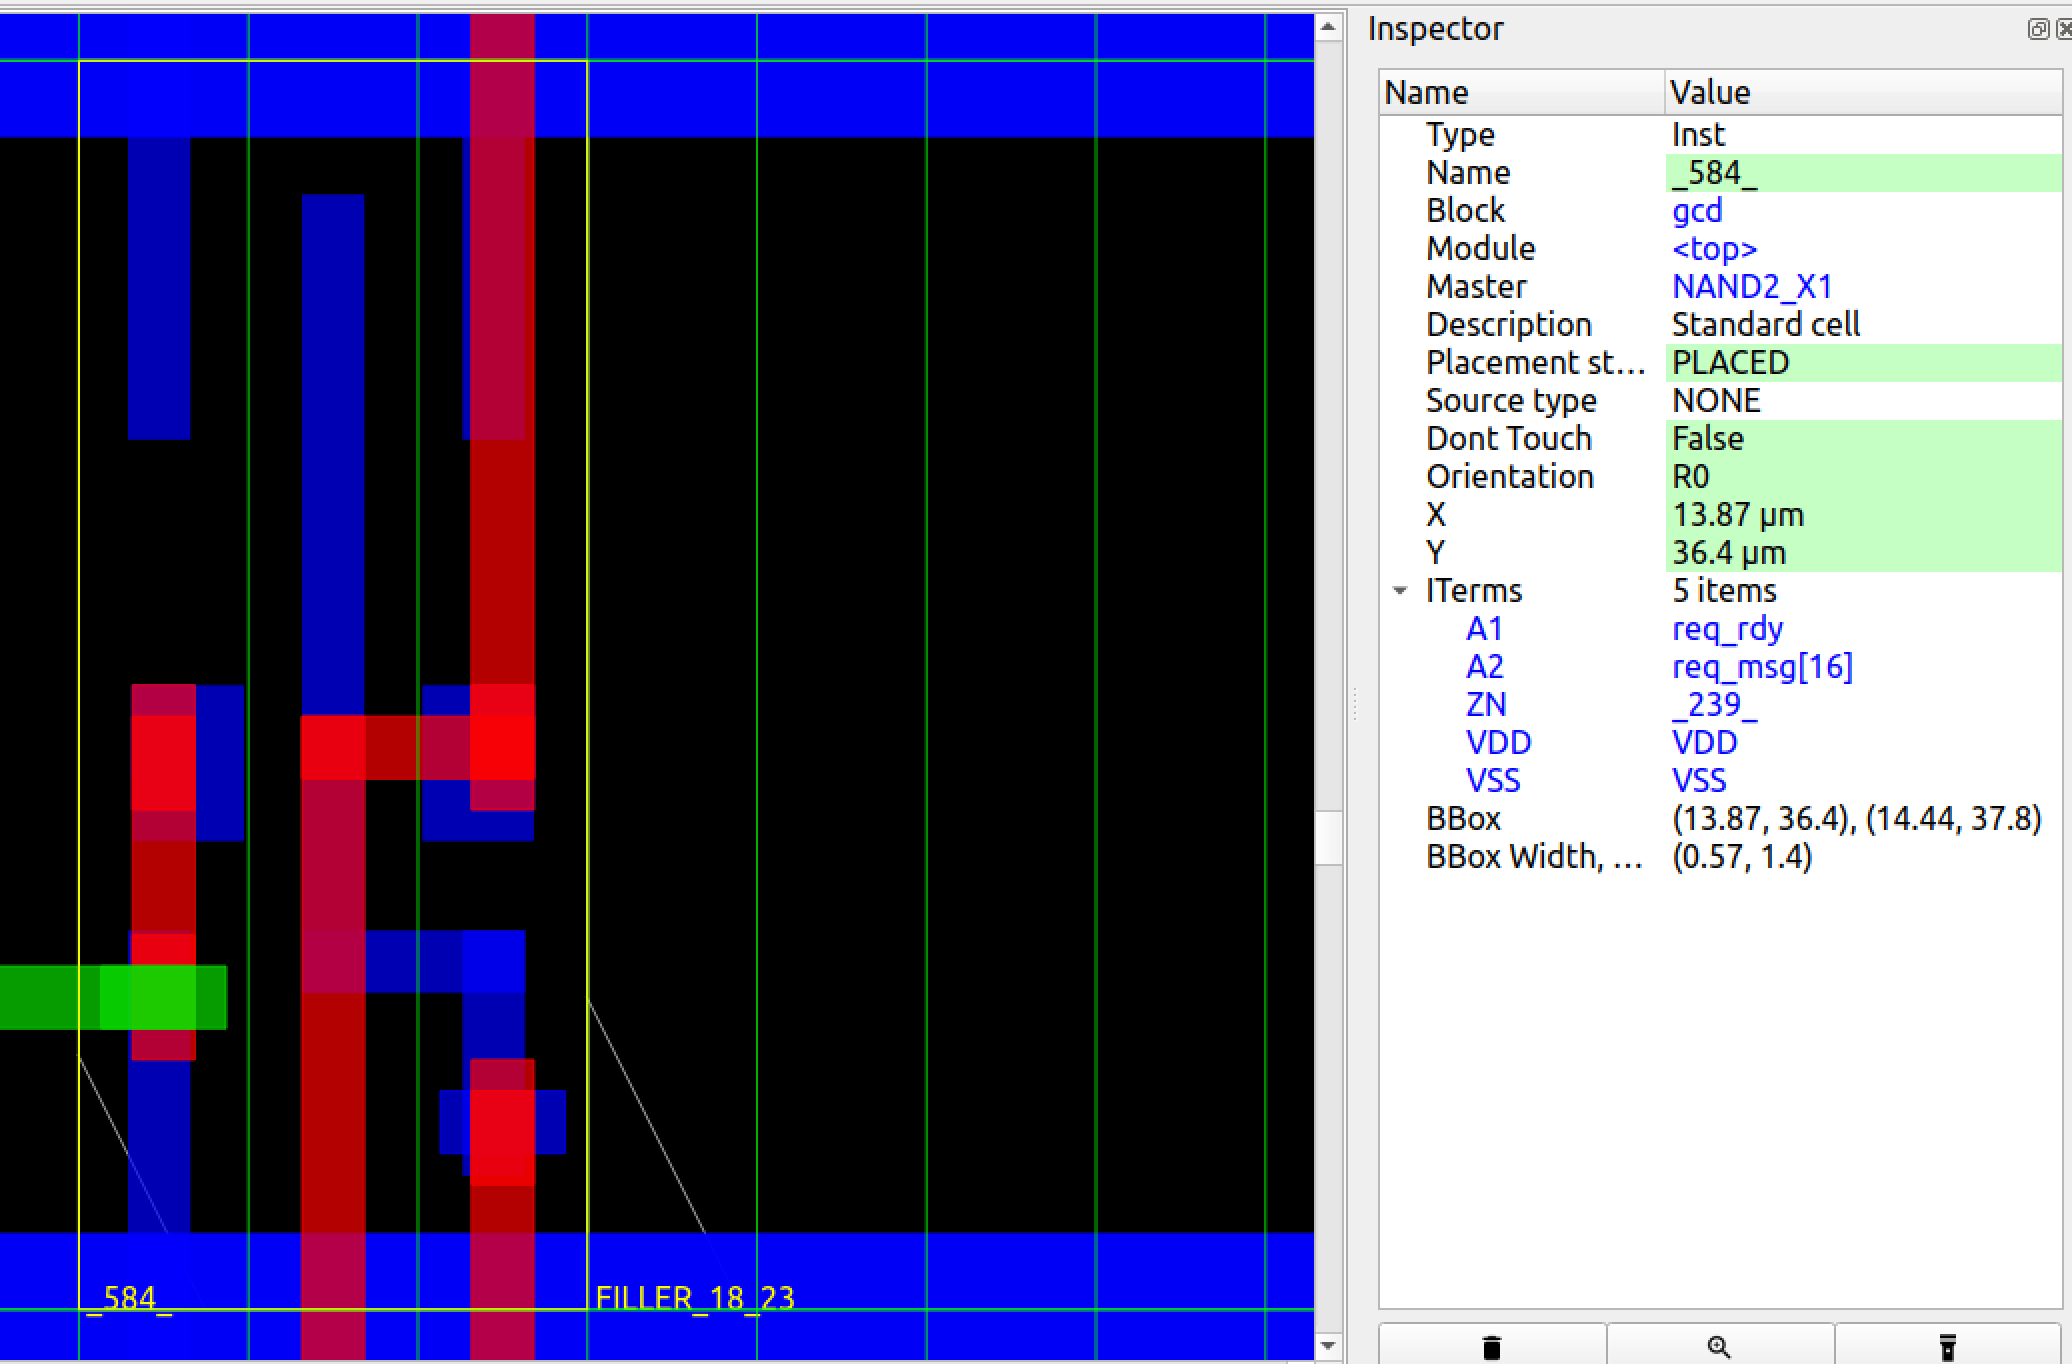 Inspector
Name Value
Type Inst
Name _584_
Block gcd
Module <top>
Master NAND2_X1
Description Standard cell
Placement st... PLACED
Source type NONE
Dont Touch False
Orientation R0
X 13.87 µm
Y 36.4 µm
ITerms 5 items
A1 req_rdy
A2 req_msg[16]
ZN _239_
VDD VDD
VSS VSS
BBox (13.87, 36.4), (14.44, 37.8)
BBox Width, ... (0.57, 1.4)
_584_ FILLER_18_23